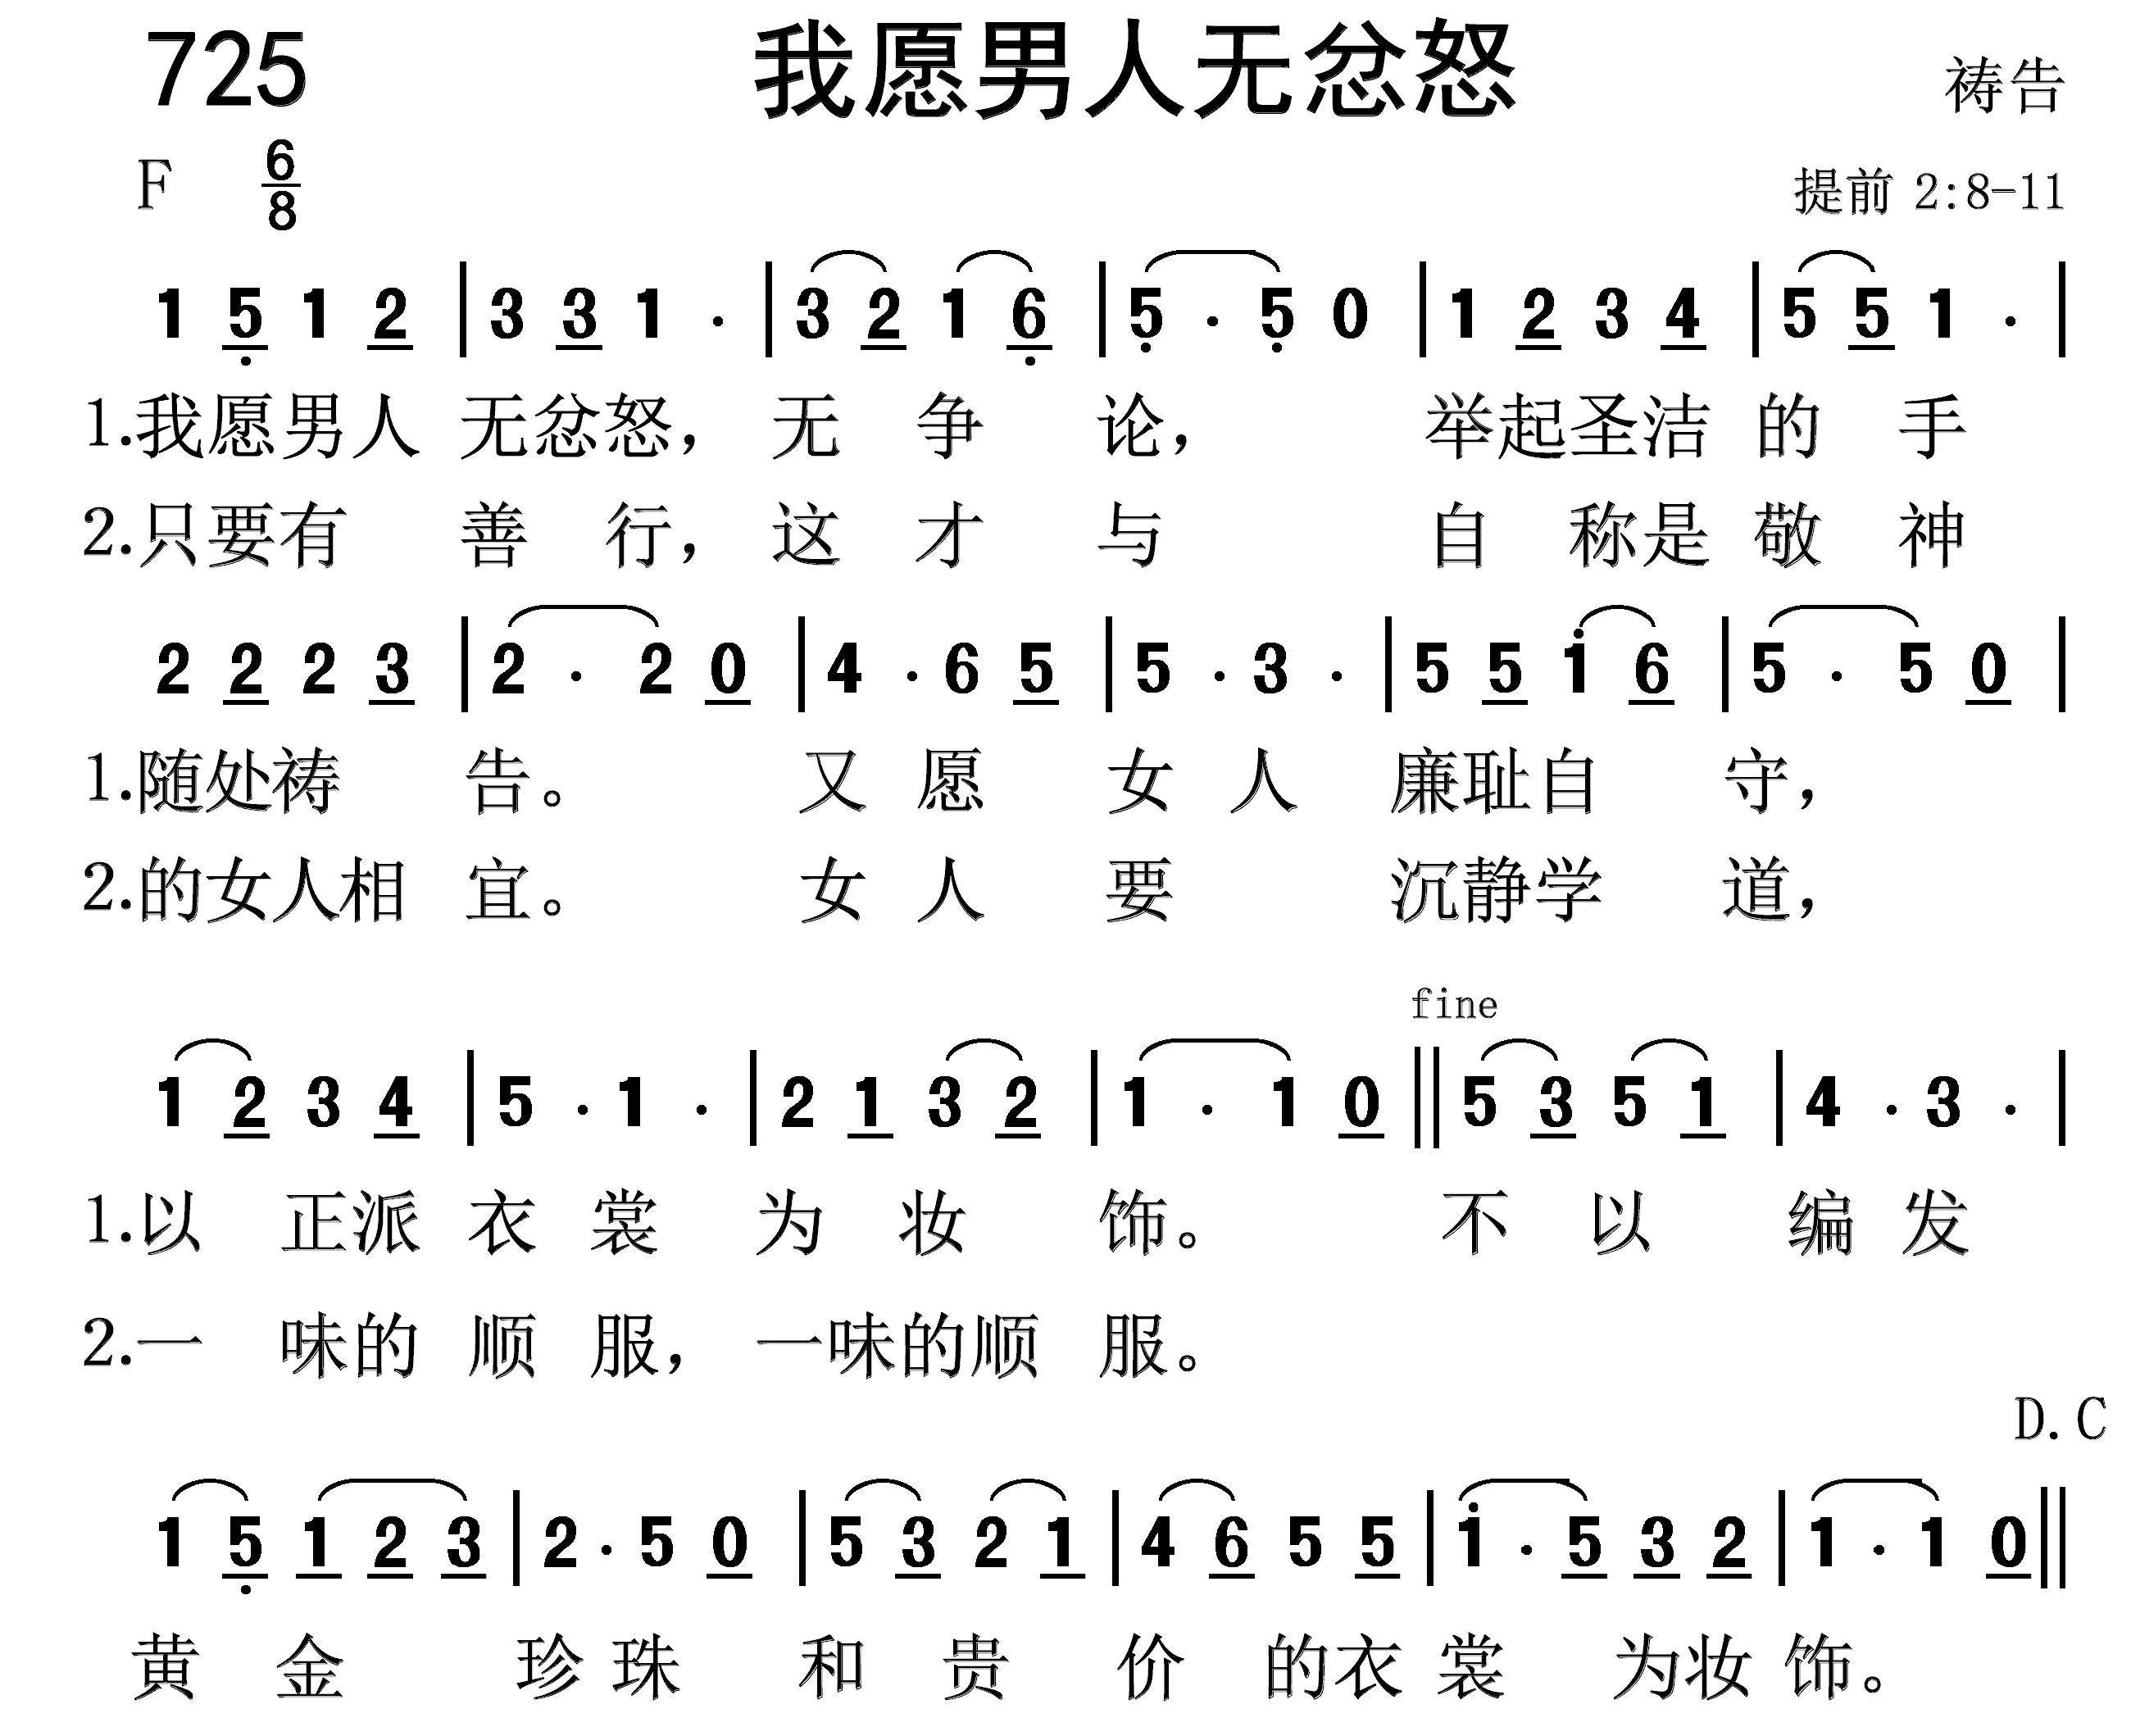 725 我愿男人无忿怒 祷告
F 6/8 提前 2:8-11
1 5 1 2 | 3 3 1 · | 3 2 1 6 | 5 · 5 0 | 1 2 3 4 | 5 5 1 · |
1.我愿男人 无忿怒，无 争 论， 举起圣洁 的 手
2.只要有 善 行，这 才 与 自 称是 敬 神
2 2 2 3 | 2 · 2 0 | 4 · 6 5 | 5 · 3 · | 5 5 i 6 | 5 · 5 0 |
1.随处祷 告。 又 愿 女 人 廉耻自 守，
2.的女人相 宜。 女 人 要 沉静学 道，
fine
1 2 3 4 | 5 · 1 · | 2 1 3 2 | 1 · 1 0 || 5 3 5 1 | 4 · 3 · |
1.以 正派 衣 裳 为 妆 饰。 不 以 编 发
2.一 味的 顺 服， 一味的顺 服。
D.C
1 5 1 2 3 | 2 · 5 0 | 5 3 2 1 | 4 6 5 5 | i · 5 3 2 | 1 · 1 0 ||
黄 金 珍 珠 和 贵 价 的衣 裳 为妆 饰。